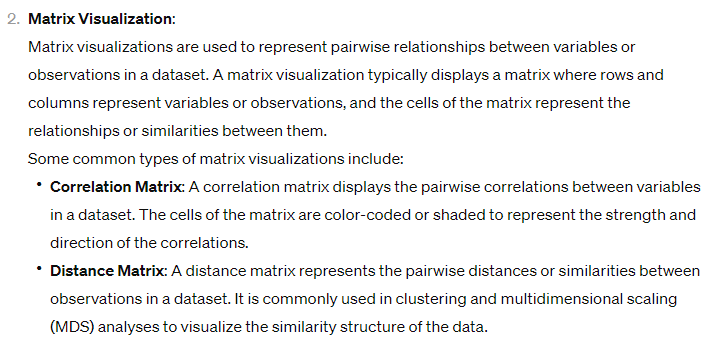 2. Matrix Visualization:
Matrix visualizations are used to represent pairwise relationships between variables or
observations in a dataset. A matrix visualization typically displays a matrix where rows and
columns represent variables or observations, and the cells of the matrix represent the
relationships or similarities between them.
Some common types of matrix visualizations include:
• Correlation Matrix: A correlation matrix displays the pairwise correlations between variables
in a dataset. The cells of the matrix are color-coded or shaded to represent the strength and
direction of the correlations.
• Distance Matrix: A distance matrix represents the pairwise distances or similarities between
observations in a dataset. It is commonly used in clustering and multidimensional scaling
(MDS) analyses to visualize the similarity structure of the data.